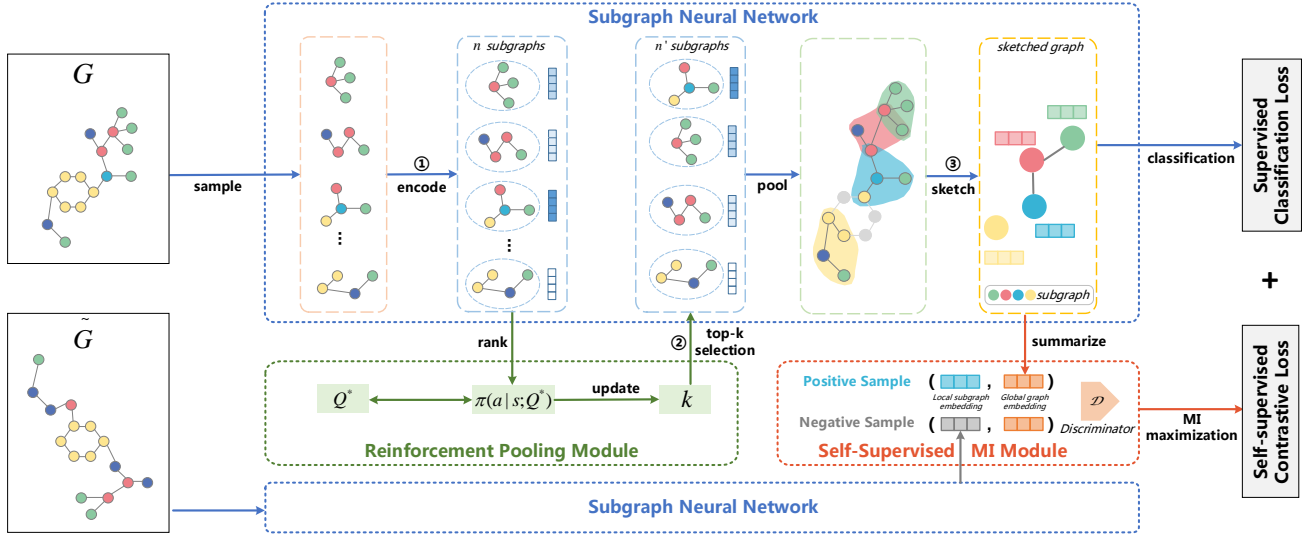 Subgraph Neural Network
G
sample
①
encode
n subgraphs
n' subgraphs
pool
③
sketch
sketched graph
subgraph
classification
Supervised
Classification Loss
+
G̃
rank
②
top-k
selection
summarize
Q*
π(a | s;Q*)
update
k
Reinforcement Pooling Module
Positive Sample ( , )
Local subgraph
embedding
Global graph
embedding
Negative Sample ( , )
𝒟
Discriminator
Self-Supervised MI Module
MI
maximization
Self-supervised
Contrastive Loss
Subgraph Neural Network